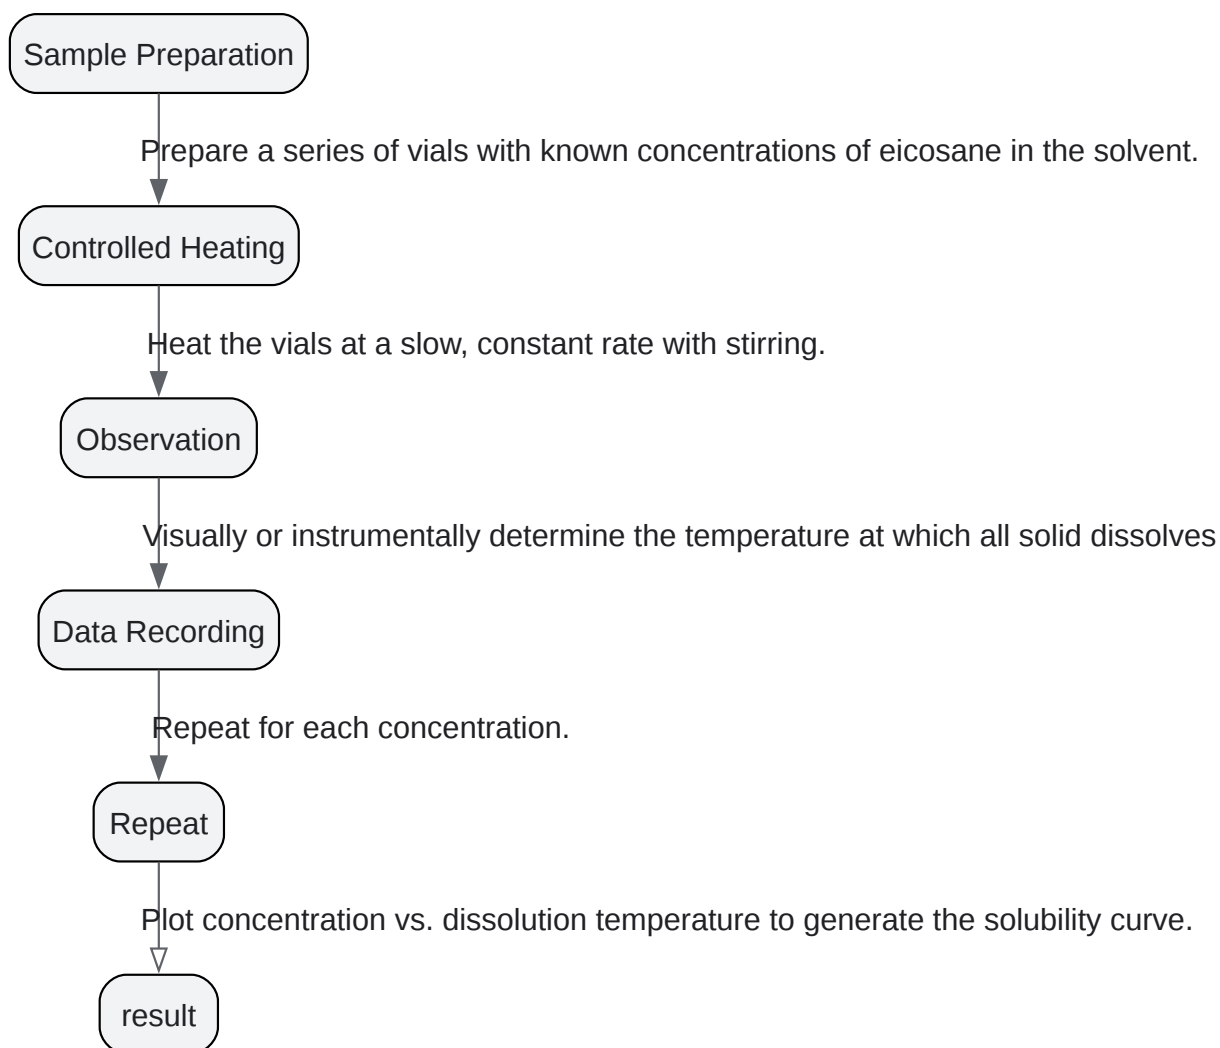 Sample Preparation
Prepare a series of vials with known concentrations of eicosane in the solvent.
Controlled Heating
Heat the vials at a slow, constant rate with stirring.
Observation
Visually or instrumentally determine the temperature at which all solid dissolves
Data Recording
Repeat for each concentration.
Repeat
Plot concentration vs. dissolution temperature to generate the solubility curve.
result